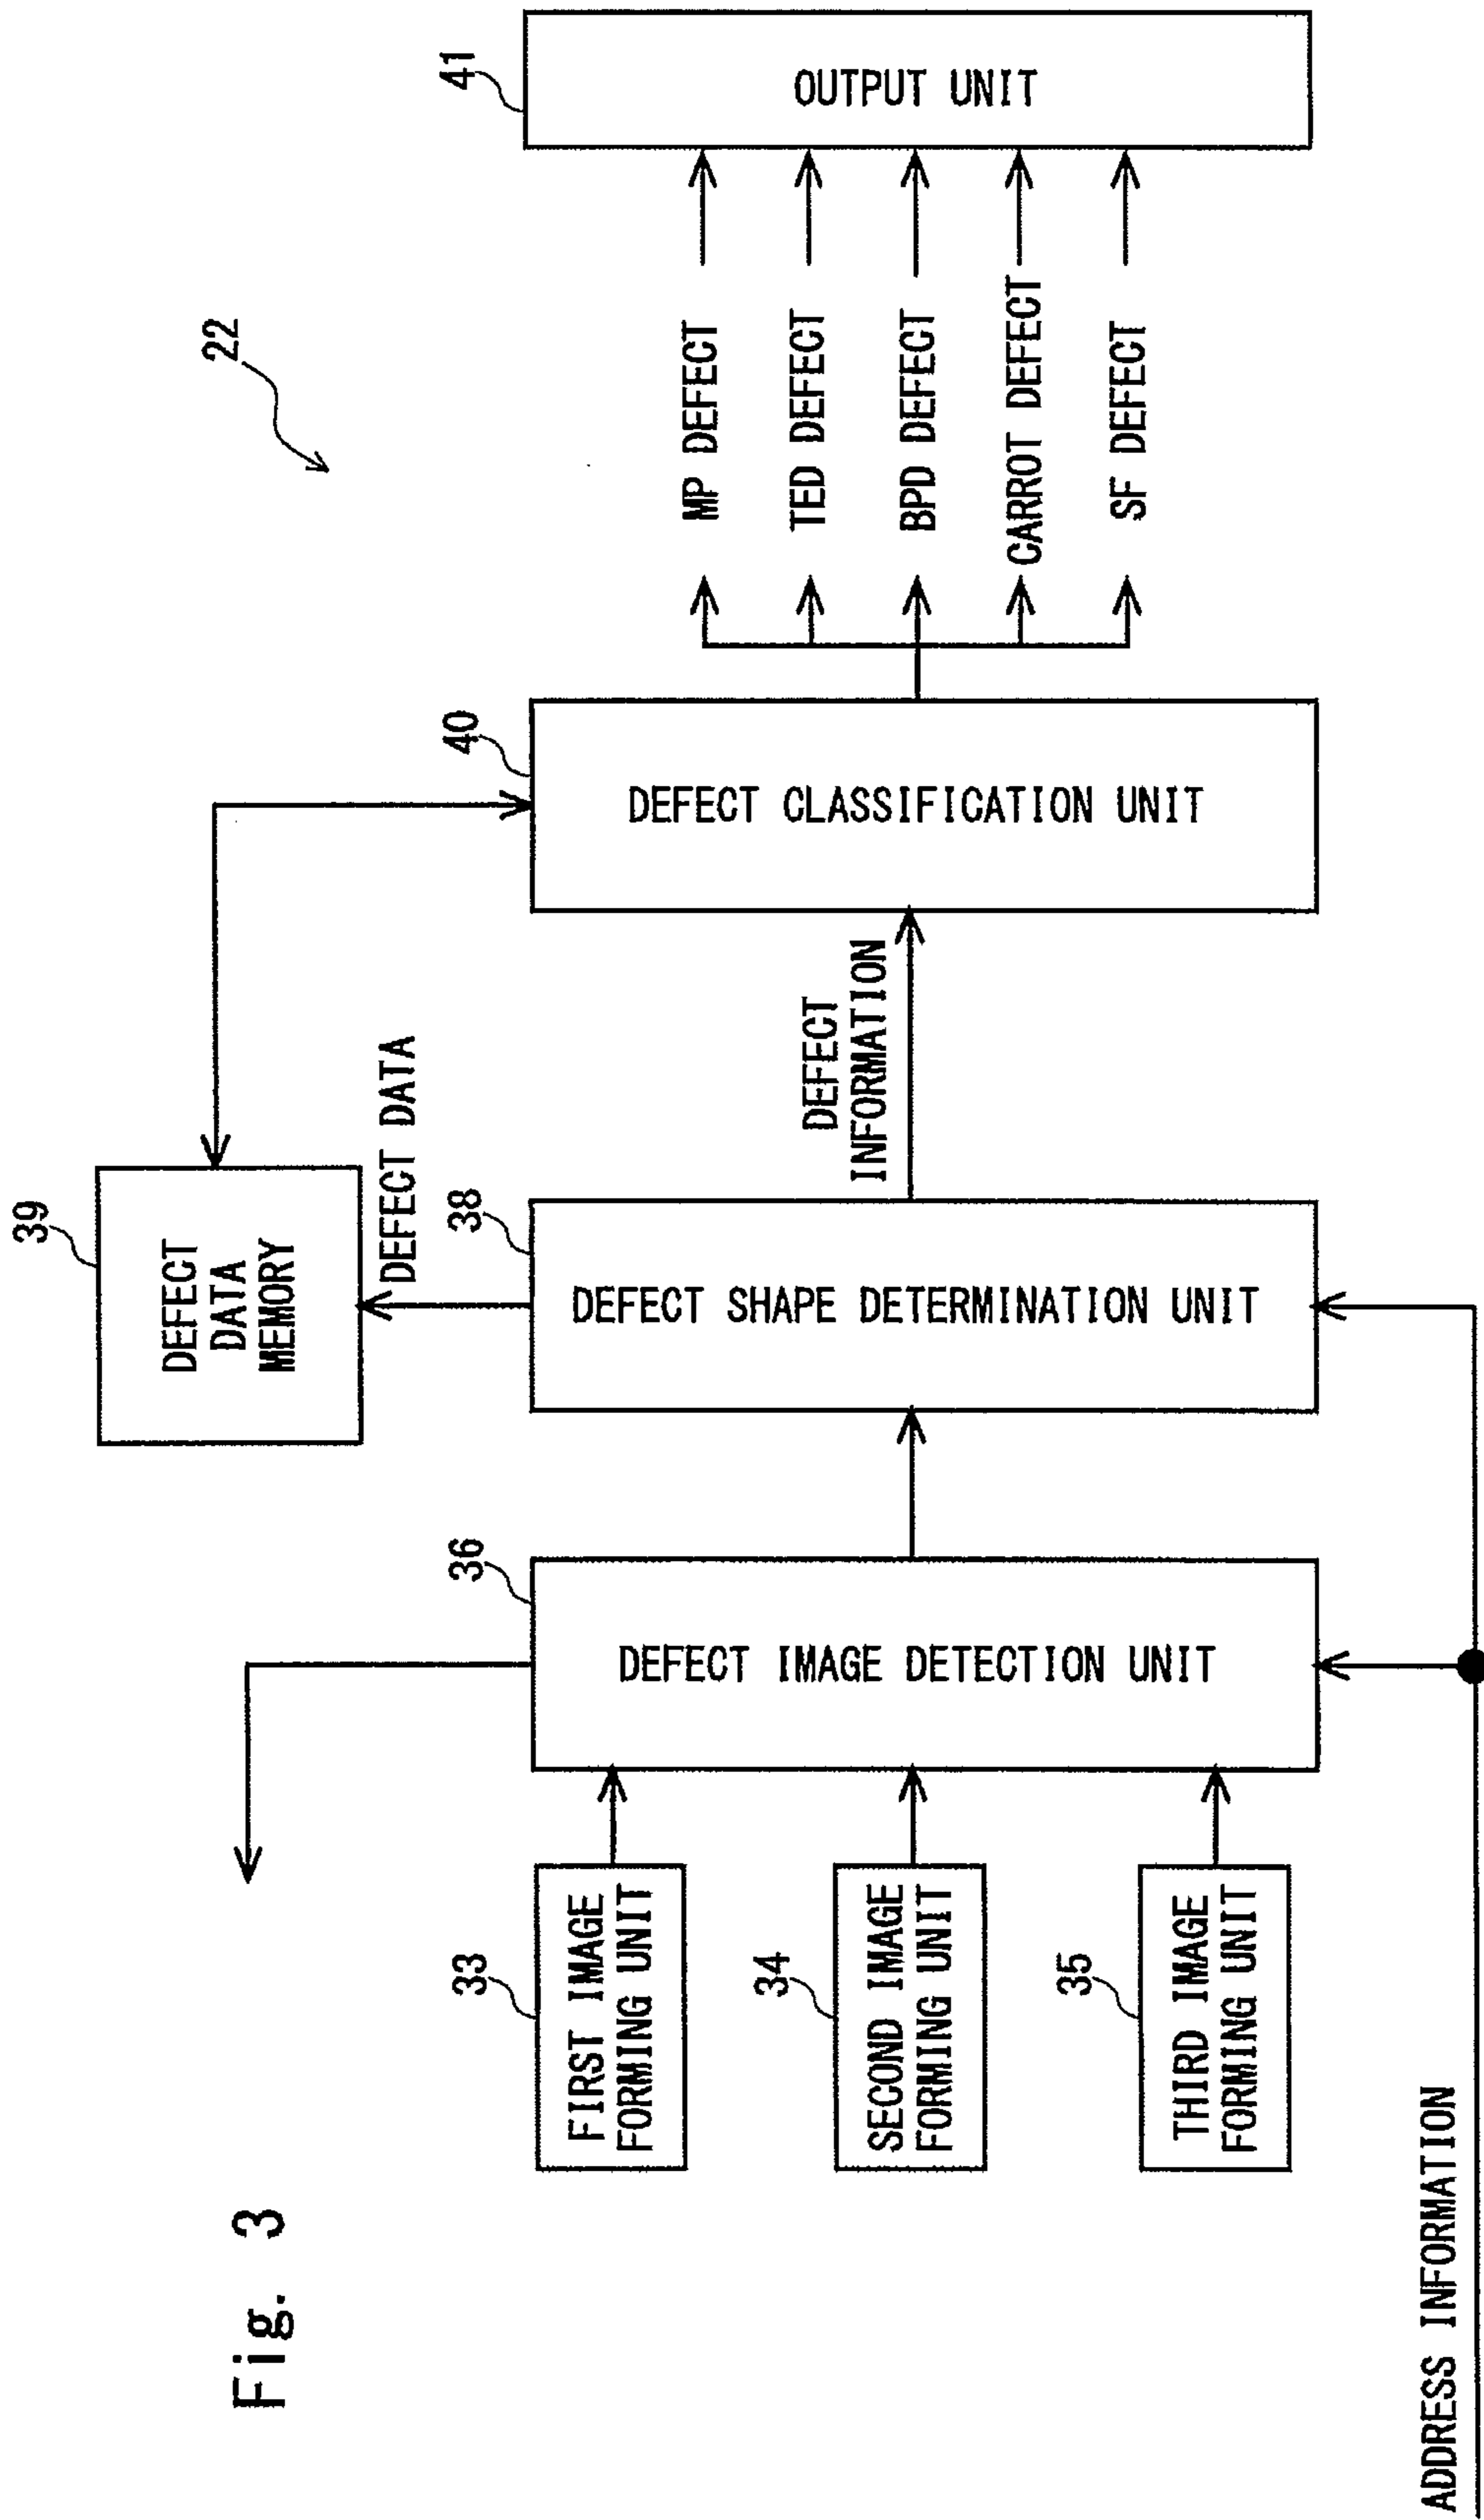 Fig. 3
22
39
DEFECT
DATA
MEMORY
DEFECT DATA
33
FIRST IMAGE
FORMING UNIT
34
SECOND IMAGE
FORMING UNIT
35
THIRD IMAGE
FORMING UNIT
36
DEFECT IMAGE DETECTION UNIT
38
DEFECT SHAPE DETERMINATION UNIT
DEFECT
INFORMATION
40
DEFECT CLASSIFICATION UNIT
MP DEFECT
TED DEFECT
BPD DEFECT
CARROT DEFECT
SF DEFECT
41
OUTPUT UNIT
ADDRESS INFORMATION